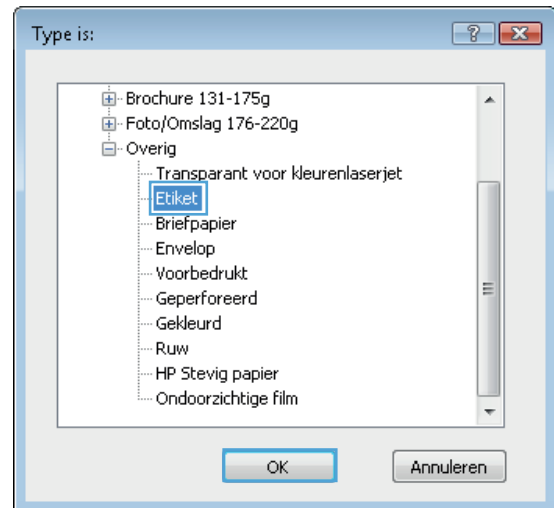 Type is:
Brochure 131-175g
Foto/Omslag 176-220g
Overig
Transparant voor kleurenlaserjet
Etiket
Briefpapier
Envelop
Voorbedrukt
Geperforeerd
Gekleurd
Ruw
HP Stevig papier
Ondoorzichtige film
OK Annuleren